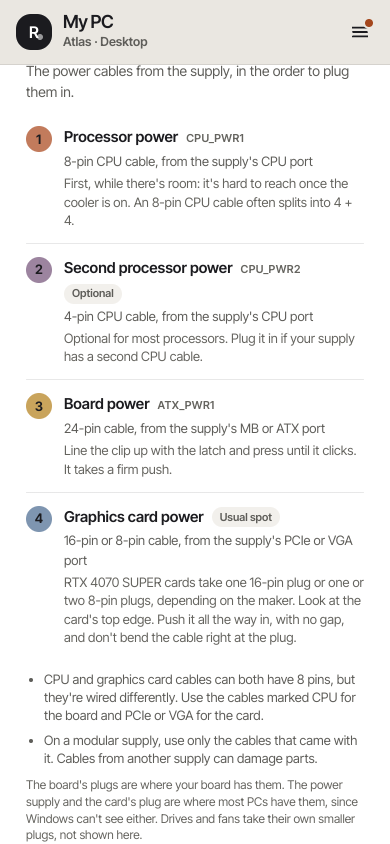 R
My PC
Atlas · Desktop
The power cables from the supply, in the order to plug
them in.
1
Processor power CPU_PWR1
8-pin CPU cable, from the supply's CPU port
First, while there's room: it's hard to reach once the
cooler is on. An 8-pin CPU cable often splits into 4 +
4.
2
Second processor power CPU_PWR2
Optional
4-pin CPU cable, from the supply's CPU port
Optional for most processors. Plug it in if your supply
has a second CPU cable.
3
Board power ATX_PWR1
24-pin cable, from the supply's MB or ATX port
Line the clip up with the latch and press until it clicks.
It takes a firm push.
4
Graphics card power Usual spot
16-pin or 8-pin cable, from the supply's PCIe or VGA
port
RTX 4070 SUPER cards take one 16-pin plug or one or
two 8-pin plugs, depending on the maker. Look at the
card's top edge. Push it all the way in, with no gap,
and don't bend the cable right at the plug.
• CPU and graphics card cables can both have 8 pins, but
they're wired differently. Use the cables marked CPU for
the board and PCIe or VGA for the card.
• On a modular supply, use only the cables that came with
it. Cables from another supply can damage parts.
The board's plugs are where your board has them. The power
supply and the card's plug are where most PCs have them, since
Windows can't see either. Drives and fans take their own smaller
plugs, not shown here.